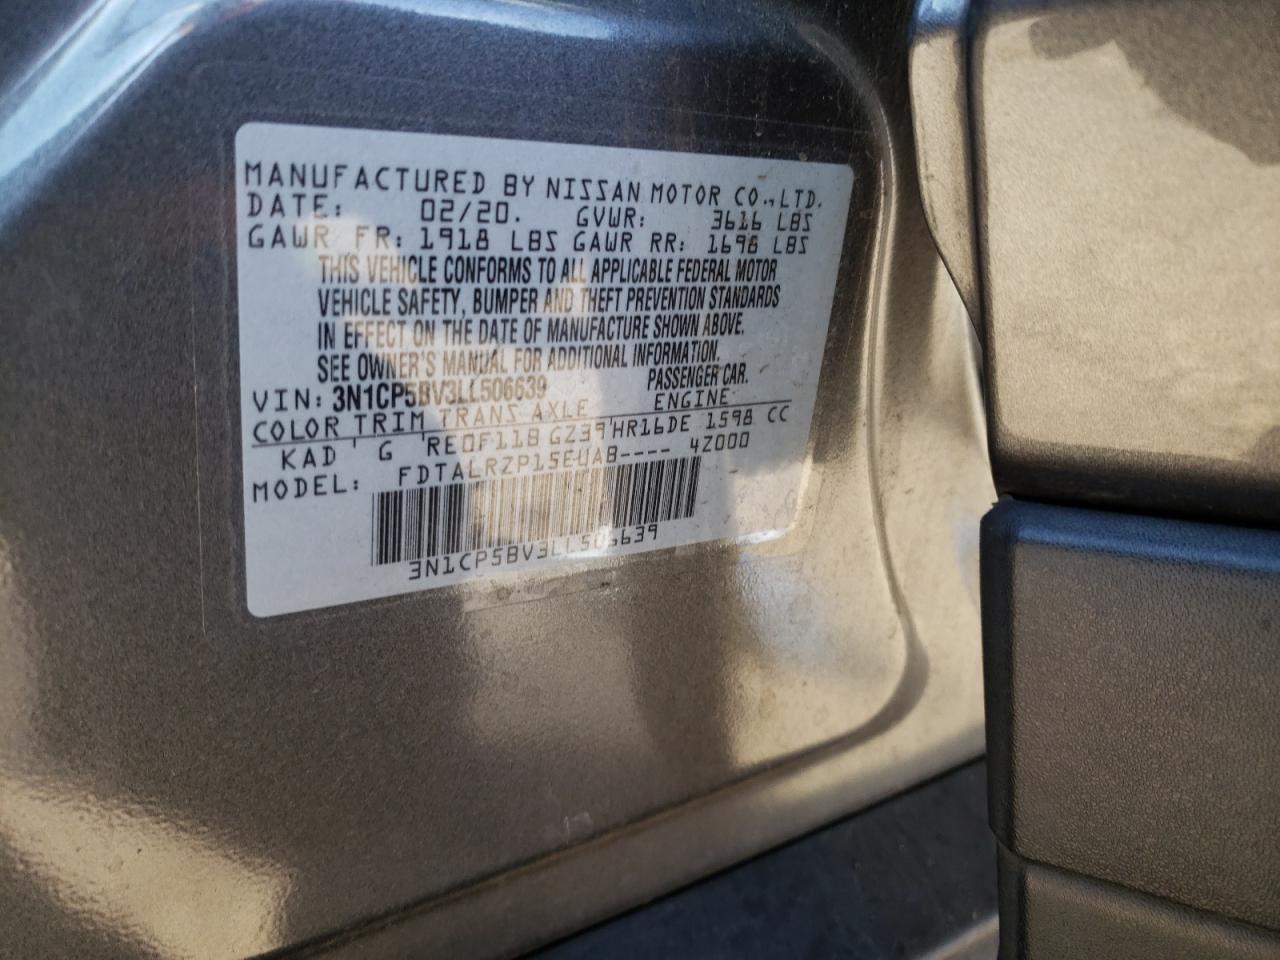 MANUFACTURED BY NISSAN MOTOR CO.,LTD.
DATE: 02/20. GVWR: 3616 LBS
GAWR FR: 1918 LBS GAWR RR: 1698 LBS
THIS VEHICLE CONFORMS TO ALL APPLICABLE FEDERAL MOTOR
VEHICLE SAFETY, BUMPER AND THEFT PREVENTION STANDARDS
IN EFFECT ON THE DATE OF MANUFACTURE SHOWN ABOVE.
SEE OWNER'S MANUAL FOR ADDITIONAL INFORMATION.
VIN: 3N1CP5BV3LL506639 PASSENGER CAR.
COLOR TRIM TRANS AXLE ENGINE
KAD ' G 'RE0F11B GZ39'HR16DE 1598 CC
MODEL: FDTALRZP15EUAB---- 4Z000
3N1CP5BV3LL506639